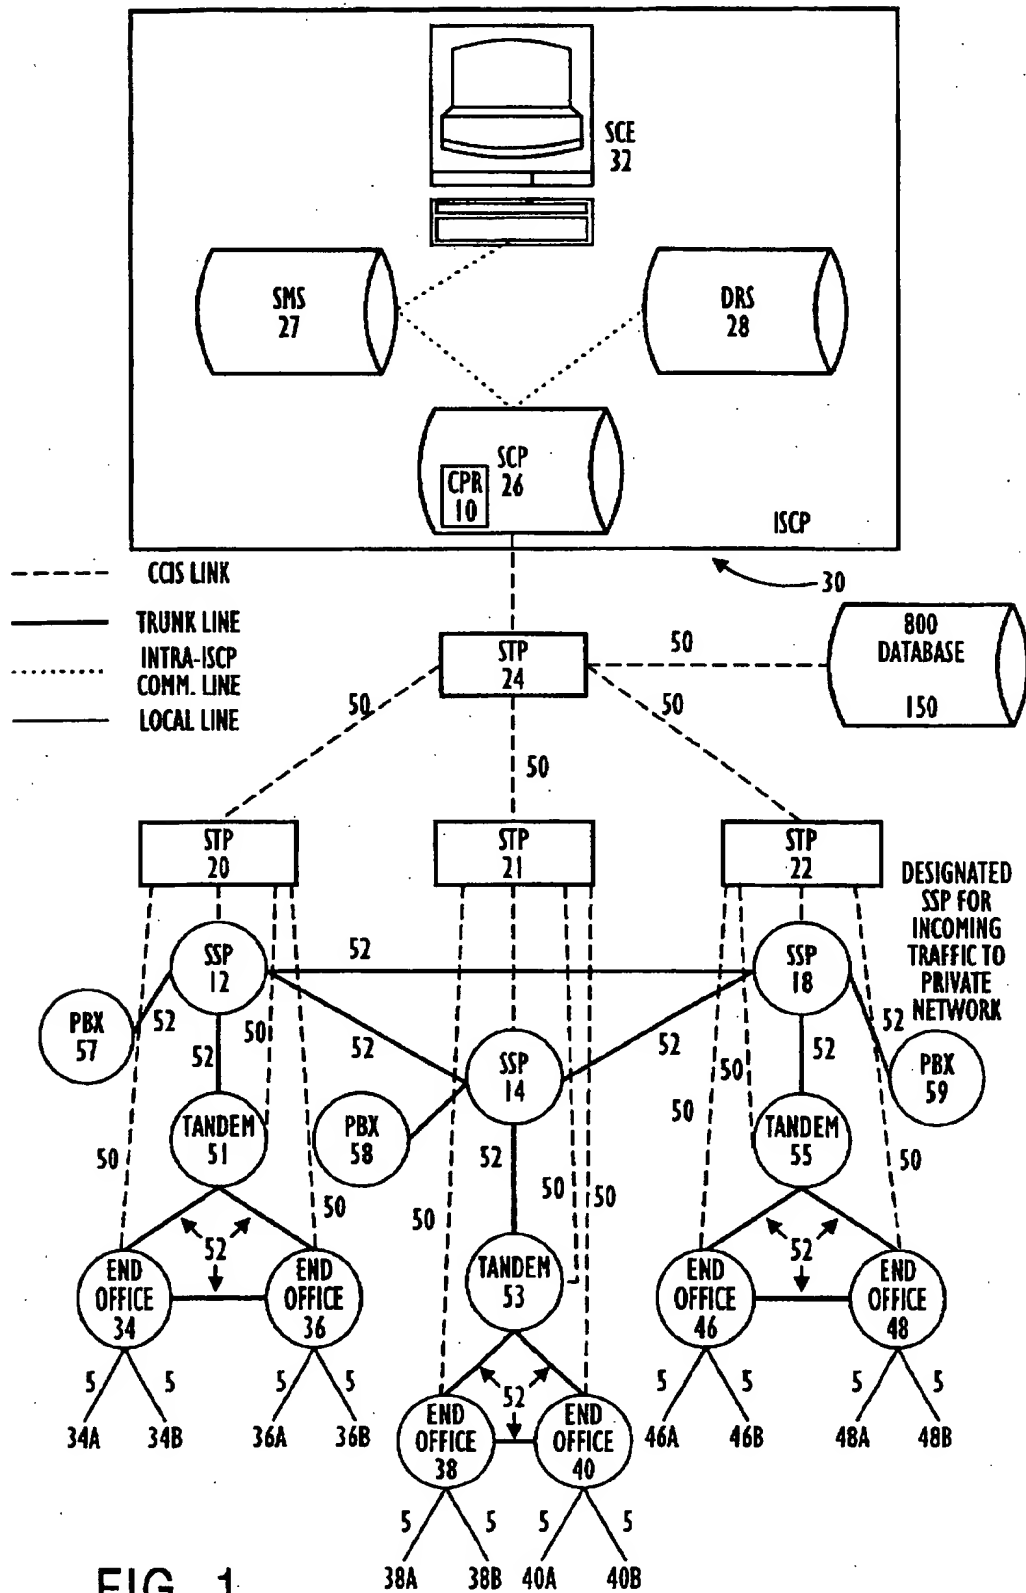 SCE
32
SMS
27
DRS
28
SCP
26
CPR
10
ISCP
30
CCIS LINK
TRUNK LINE
INTRA-ISCP
COMM. LINE
LOCAL LINE
STP
24
50
800
DATABASE
150
50
50
50
STP
20
STP
21
STP
22
DESIGNATED
SSP FOR
INCOMING
TRAFFIC TO
PRIVATE
NETWORK
SSP
12
52
SSP
18
PBX
57
52
50
52
52
SSP
14
52
50
52
52
PBX
59
TANDEM
51
PBX
58
50
TANDEM
55
50
52
50
50
50
50
50
52
TANDEM
53
52
END
OFFICE
34
END
OFFICE
36
END
OFFICE
46
END
OFFICE
48
5 5 5 5 5 5 5 5
34A 34B 36A 36B 46A 46B 48A 48B
52
END
OFFICE
38
END
OFFICE
40
5 5 5 5
38A 38B 40A 40B
FIG. 1